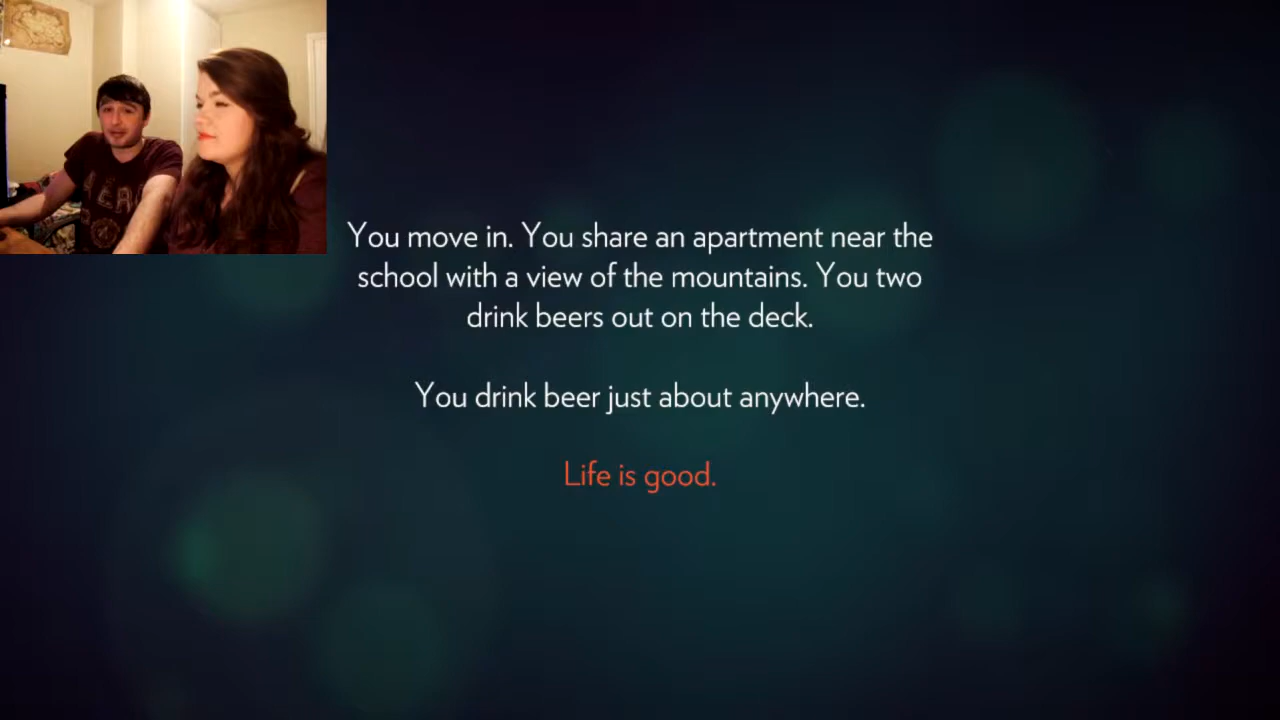 You move in. You share an apartment near the
school with a view of the mountains. You two
drink beers out on the deck.
You drink beer just about anywhere.
Life is good.